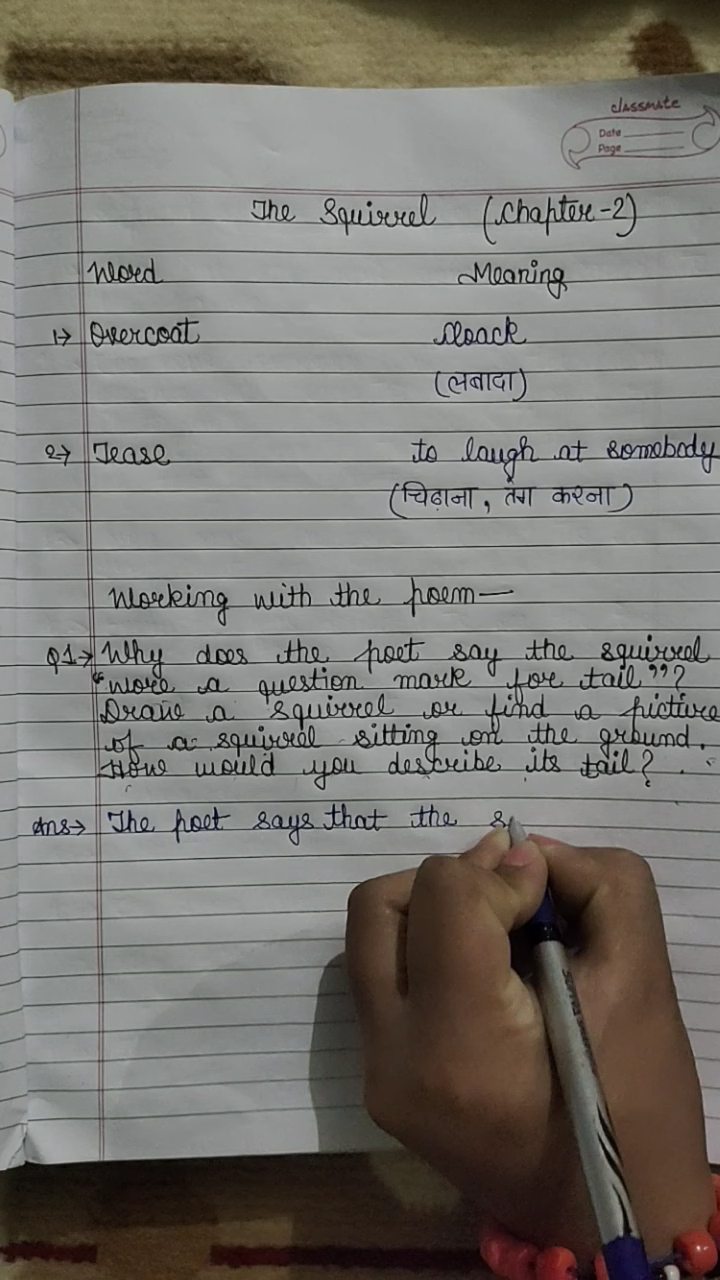 classmate
Date
Page
The Squirrel (Chapter-2)
Word Meaning
1→ Overcoat Cloack
(लबादा)
2→ Tease to laugh at somebody
(चिढ़ाना, तंग करना)
Working with the poem—
Q1→ Why does the poet say the squirrel
“wore a question mark for tail”?
Draw a squirrel or find a picture
of a squirrel sitting on the ground.
How would you describe its tail?
Ans→ The poet says that the s